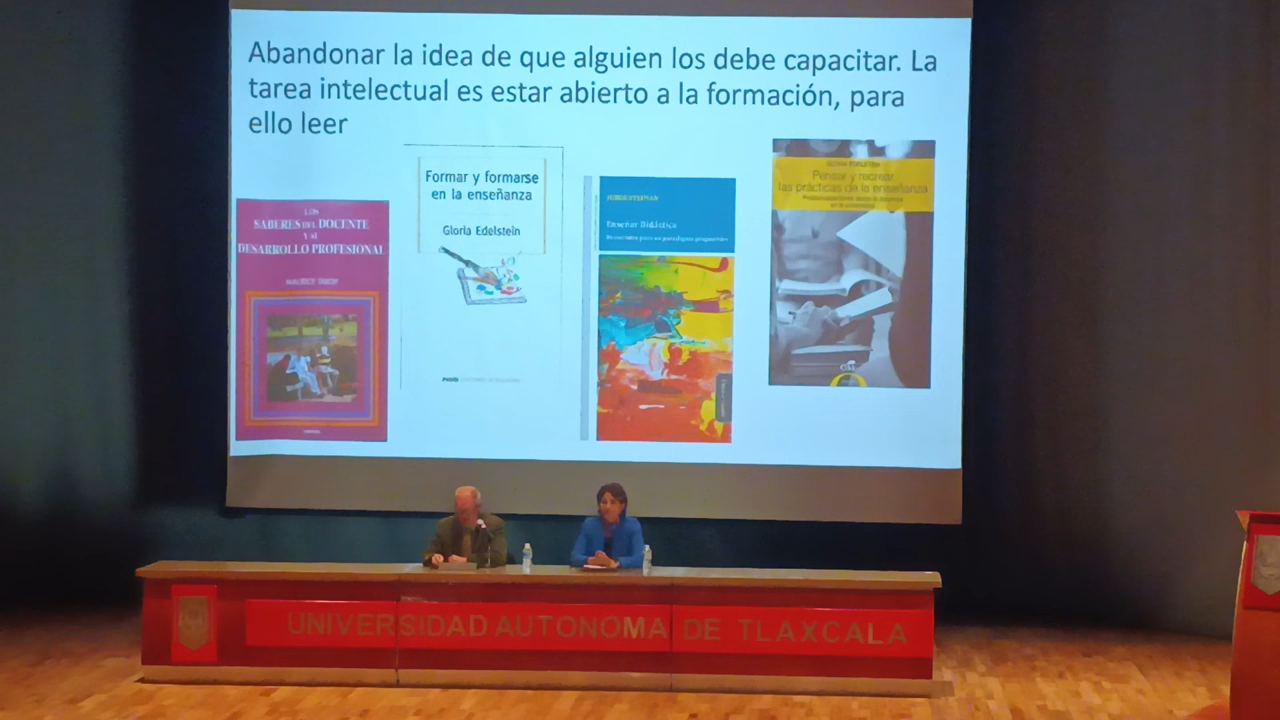 Abandonar la idea de que alguien los debe capacitar. La
tarea intelectual es estar abierto a la formación, para
ello leer
LOS
SABERES DEL DOCENTE
Y SU
DESARROLLO PROFESIONAL
MAURICE TARDIF
Formar y formarse
en la enseñanza
Gloria Edelstein
Enseñar Didáctica
Pensar y recrear
las prácticas de la enseñanza
UNIVERSIDAD AUTONOMA DE TLAXCALA